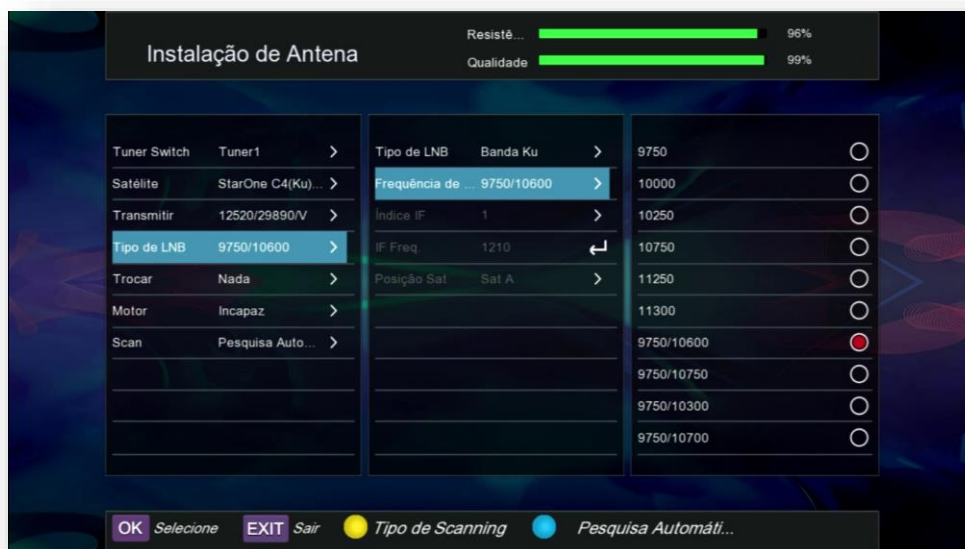 Instalação de Antena
Resistê... 96%
Qualidade 99%
Tuner Switch Tuner1 >
Satélite StarOne C4(Ku)... >
Transmitir 12520/29890/V >
Tipo de LNB 9750/10600 >
Trocar Nada >
Motor Incapaz >
Scan Pesquisa Auto... >
Tipo de LNB Banda Ku >
Frequência de ... 9750/10600 >
Índice IF 1 >
IF Freq. 1210
Posição Sat Sat A >
9750
10000
10250
10750
11250
11300
9750/10600
9750/10750
9750/10300
9750/10700
OK Selecione EXIT Sair Tipo de Scanning Pesquisa Automáti...